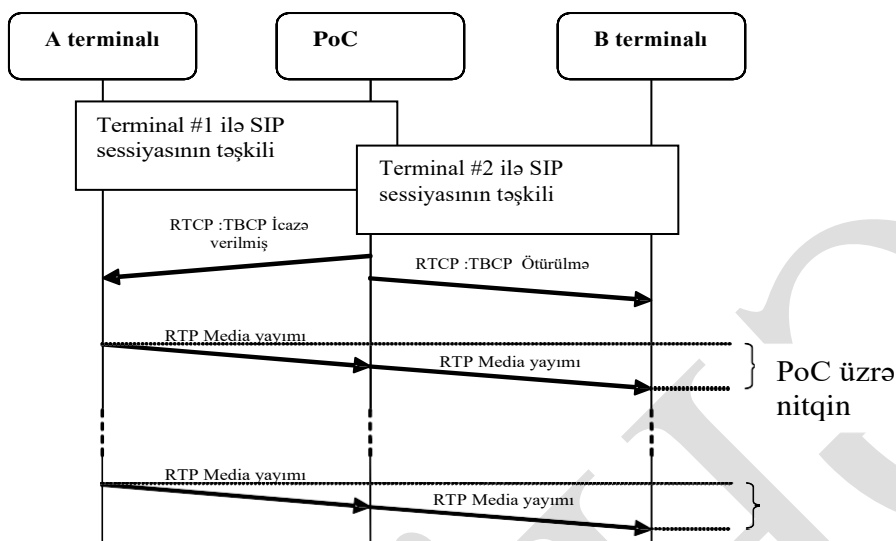 A terminalı
PoC
B terminalı
Terminal #1 ilə SIP
sessiyasının təşkili
Terminal #2 ilə SIP
sessiyasının təşkili
RTCP :TBCP İcazə
verilmiş
RTCP :TBCP Ötürülmə
RTP Media yayımı
RTP Media yayımı
PoC üzrə
nitqin
RTP Media yayımı
RTP Media yayımı